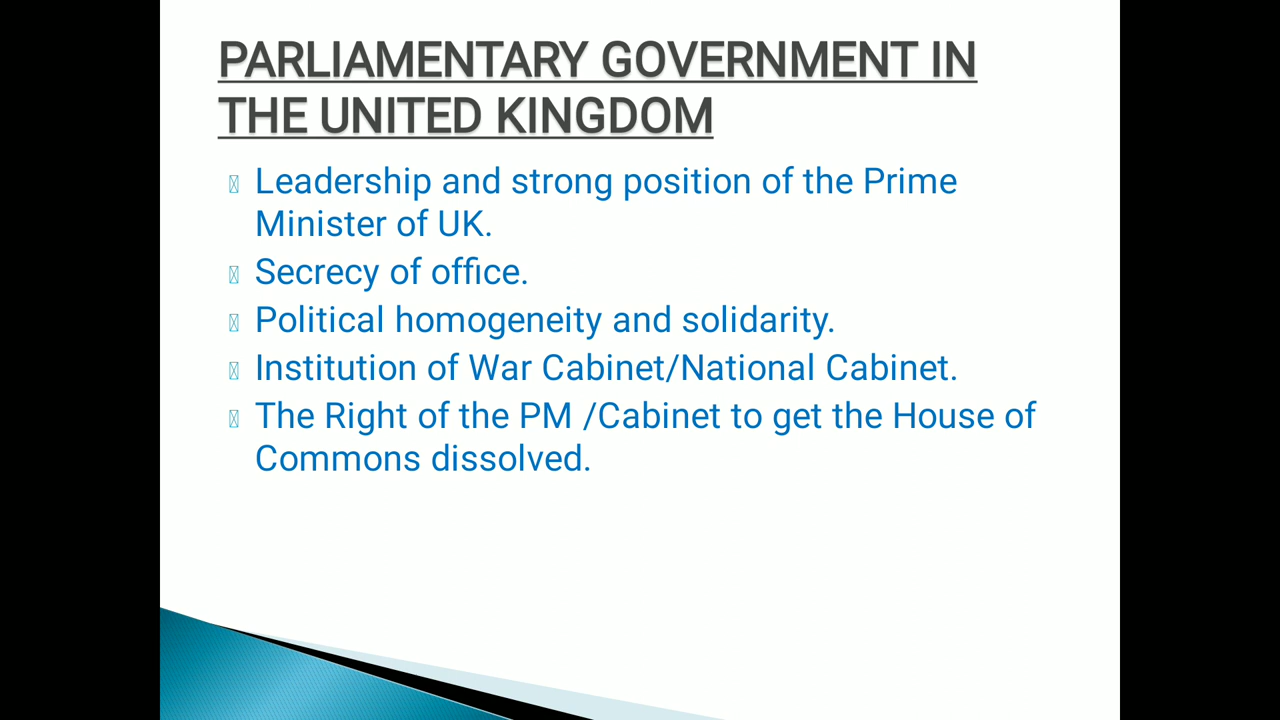 PARLIAMENTARY GOVERNMENT IN
THE UNITED KINGDOM
Leadership and strong position of the Prime
Minister of UK.
Secrecy of office.
Political homogeneity and solidarity.
Institution of War Cabinet/National Cabinet.
The Right of the PM /Cabinet to get the House of
Commons dissolved.